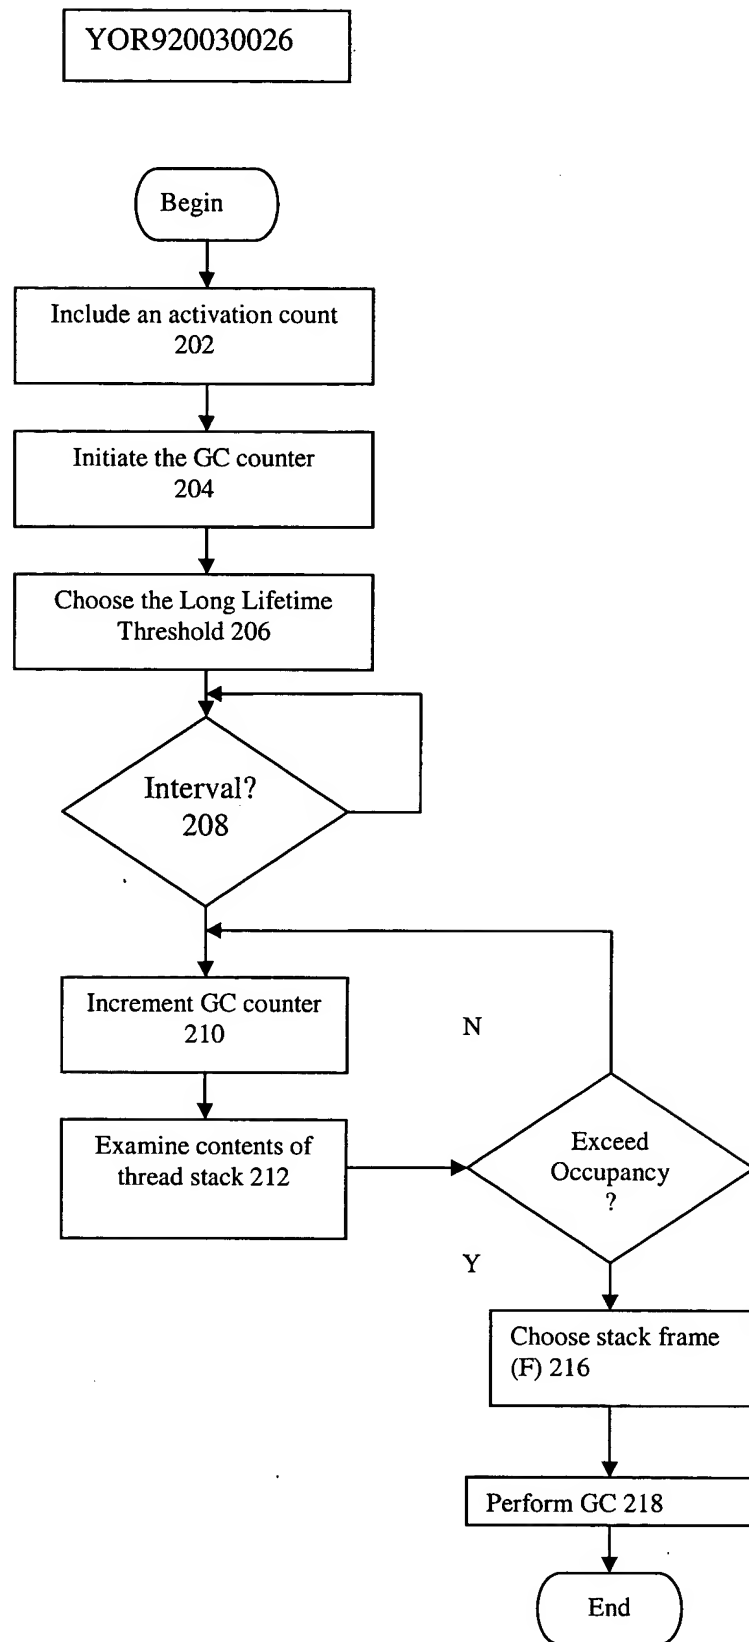 YOR920030026
Begin
Include an activation count
202
Initiate the GC counter
204
Choose the Long Lifetime
Threshold 206
Interval?
208
Increment GC counter
210
N
Examine contents of
thread stack 212
Exceed
Occupancy
?
Y
Choose stack frame
(F) 216
Perform GC 218
End